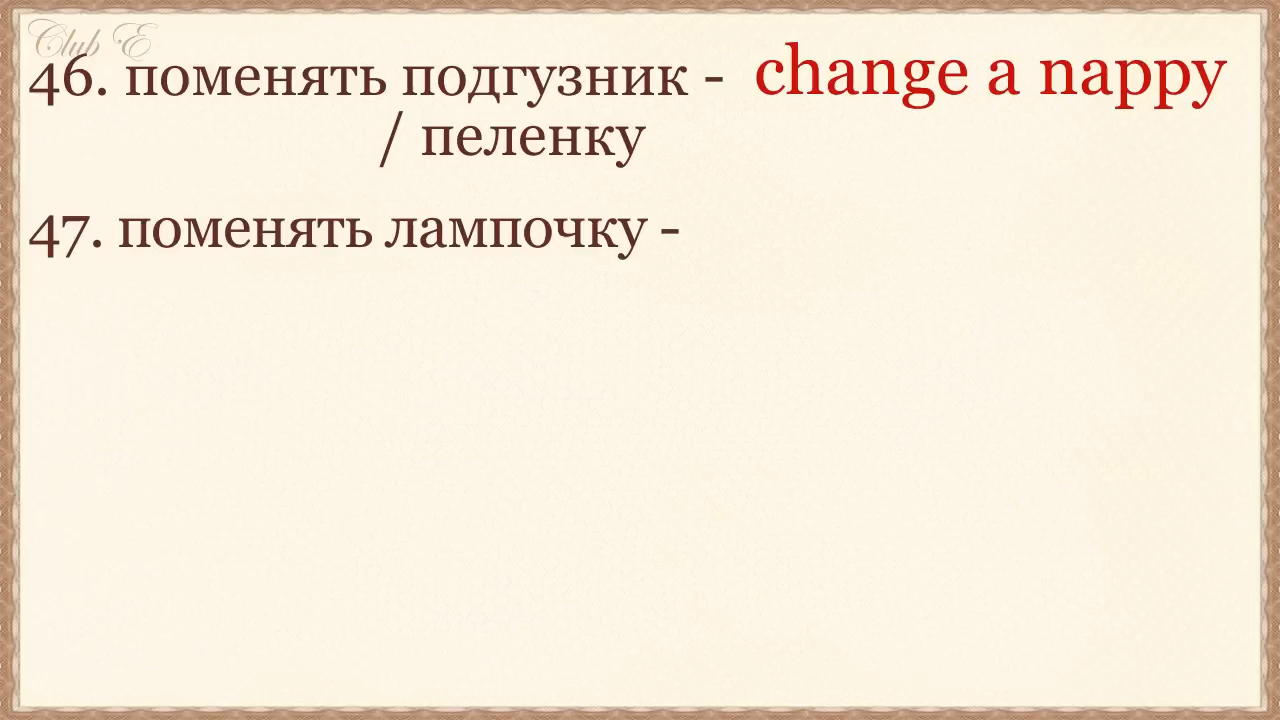 Club E
46. поменять подгузник - change a nappy
/ пеленку
47. поменять лампочку -